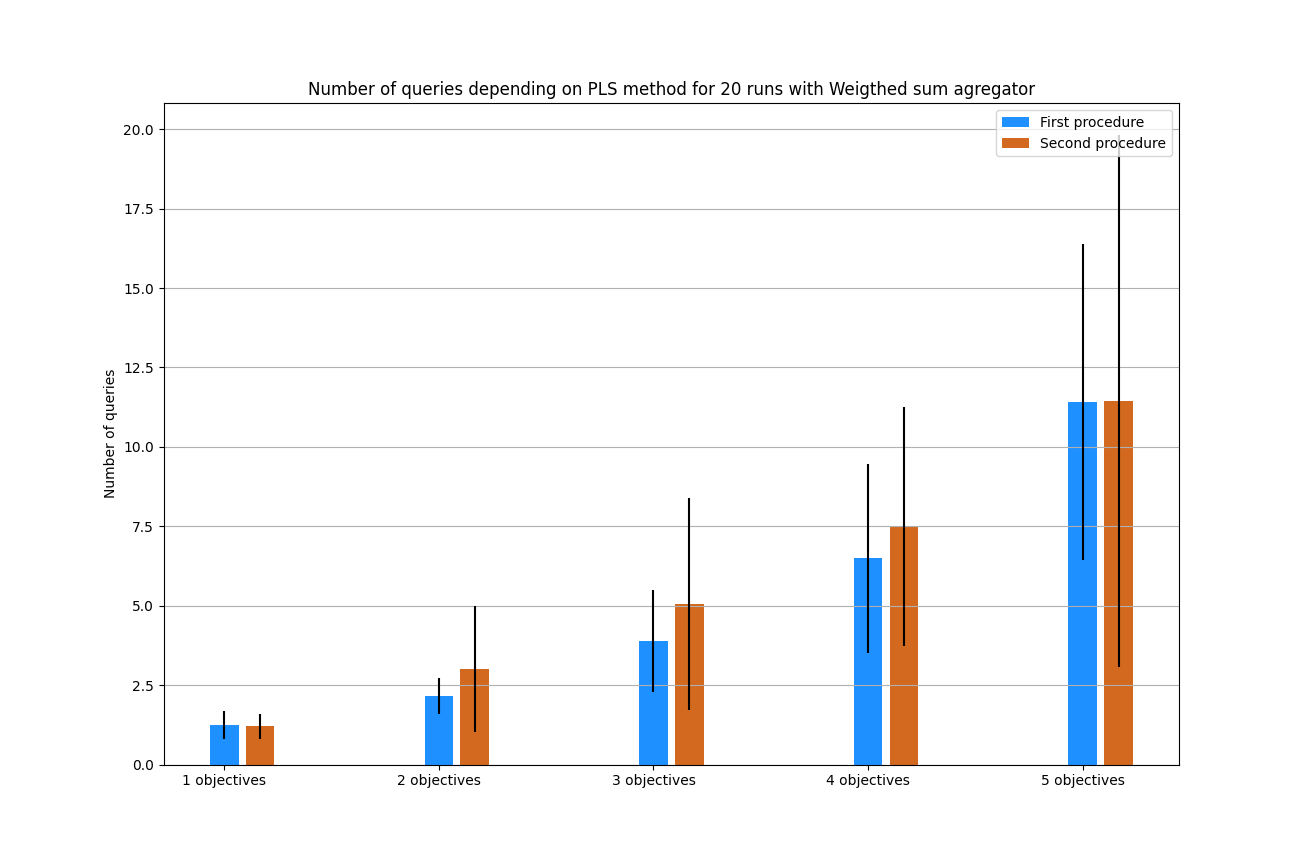 Number of queries depending on PLS method for 20 runs with Weigthed sum agregator
First procedure
Second procedure
Number of queries
20.0
17.5
15.0
12.5
10.0
7.5
5.0
2.5
0.0
1 objectives
2 objectives
3 objectives
4 objectives
5 objectives